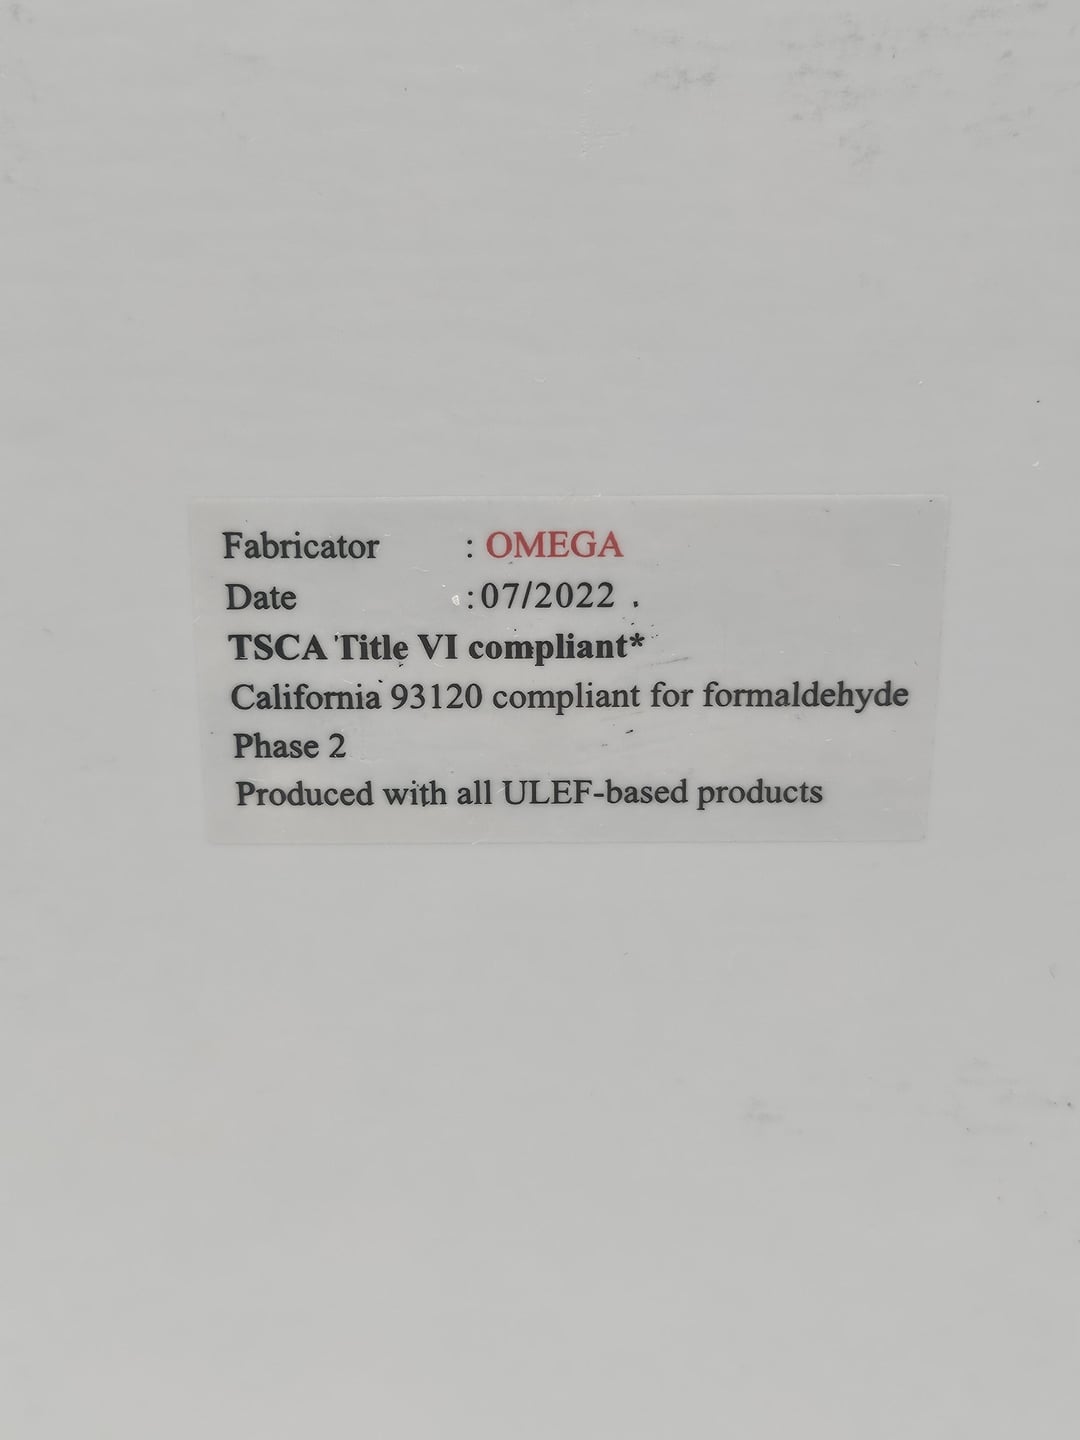 Fabricator : OMEGA
Date :07/2022 .
TSCA Title VI compliant*
California 93120 compliant for formaldehyde
Phase 2
Produced with all ULEF-based products